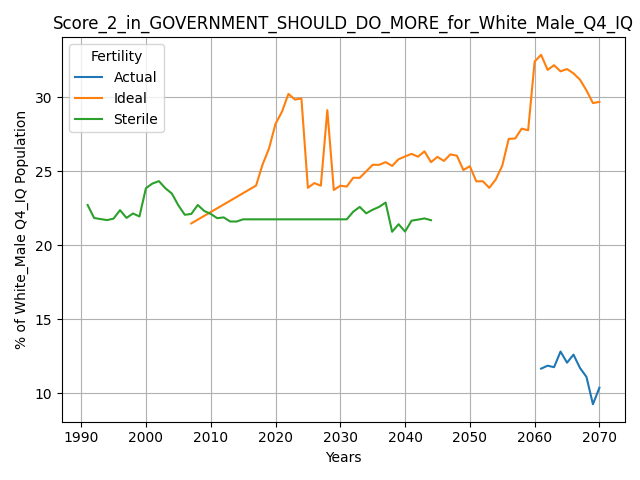 Score_2_in_GOVERNMENT_SHOULD_DO_MORE_for_White_Male_Q4_IQ
Fertility
Actual
Ideal
Sterile
% of White_Male Q4_IQ Population
30
25
20
15
10
1990 2000 2010 2020 2030 2040 2050 2060 2070
Years